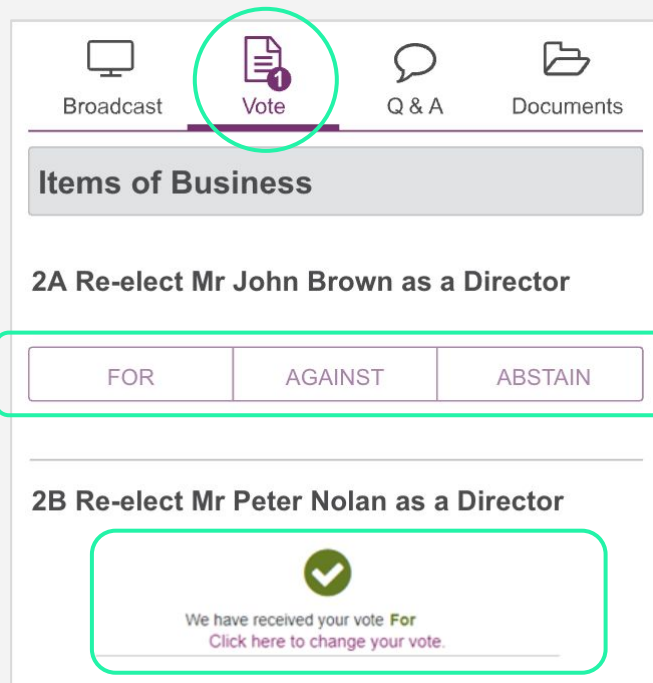 1
Broadcast Vote Q & A Documents
Items of Business
2A Re-elect Mr John Brown as a Director
FOR AGAINST ABSTAIN
2B Re-elect Mr Peter Nolan as a Director
We have received your vote For
Click here to change your vote.